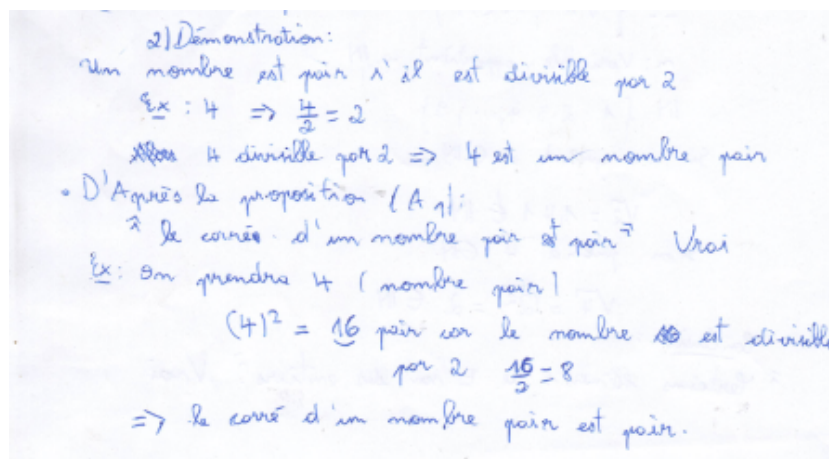 2) Démonstration:
Un nombre est pair s'il est divisible par 2
Ex : 4 => 4/2 = 2
4 divisible par 2 => 4 est un nombre pair
• D'Après la proposition (A1):
" le carrée d'un nombre pair est pair " Vrai
Ex: on prendra 4 ( nombre pair )
(4)² = 16 pair car le nombre est divisible
par 2 16/2 = 8
=> le carré d'un nombre pair est pair.